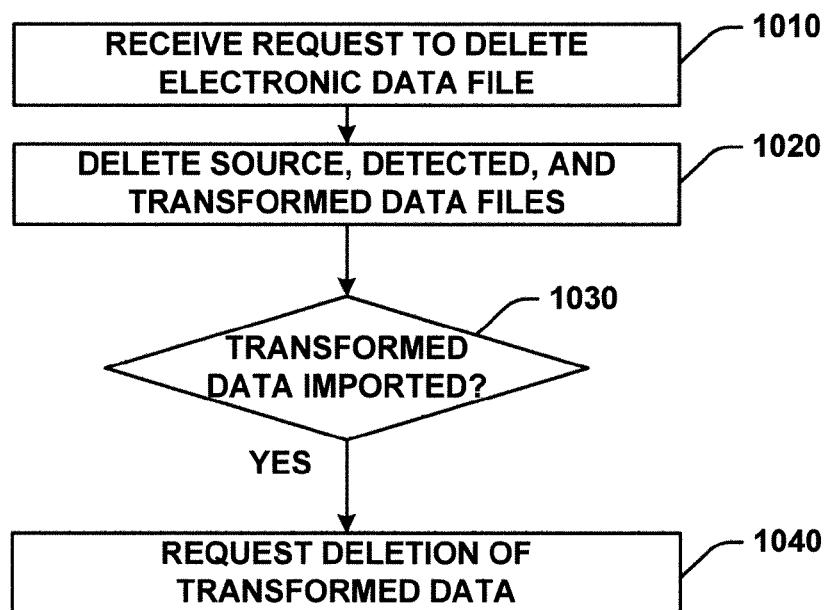 RECEIVE REQUEST TO DELETE
ELECTRONIC DATA FILE
1010
DELETE SOURCE, DETECTED, AND
TRANSFORMED DATA FILES
1020
TRANSFORMED
DATA IMPORTED?
1030
YES
REQUEST DELETION OF
TRANSFORMED DATA
1040